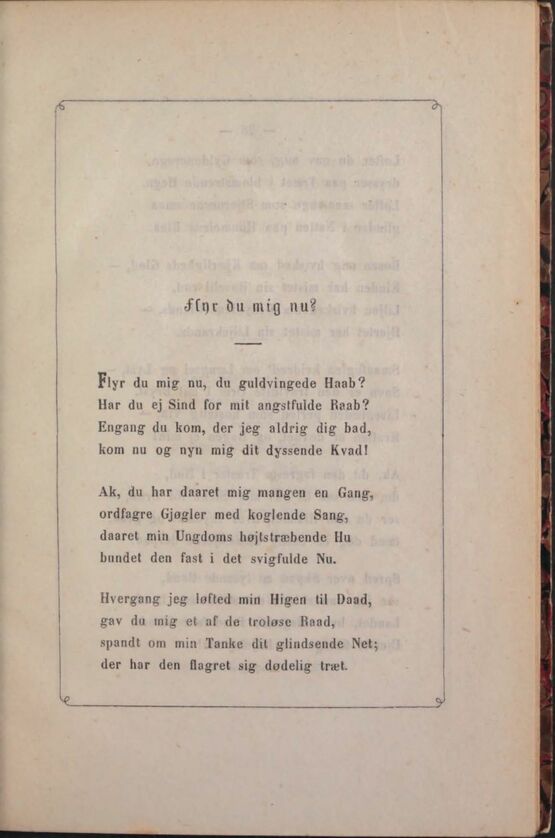 Flyr du mig nu?
Flyr du mig nu, du guldvingede Haab?
Har du ej Sind for mit angstfulde Raab?
Engang du kom, der jeg aldrig dig bad,
kom nu og nyn mig dit dyssende Kvad!
Ak, du har daaret mig mangen en Gang,
ordfagre Gjøgler med koglende Sang,
daaret min Ungdoms højtstræbende Hu
bundet den fast i det svigfulde Nu.
Hvergang jeg løfted min Higen til Daad,
gav du mig et af de troløse Raad,
spandt om min Tanke dit glindsende Net;
der har den flagret sig dødelig træt.